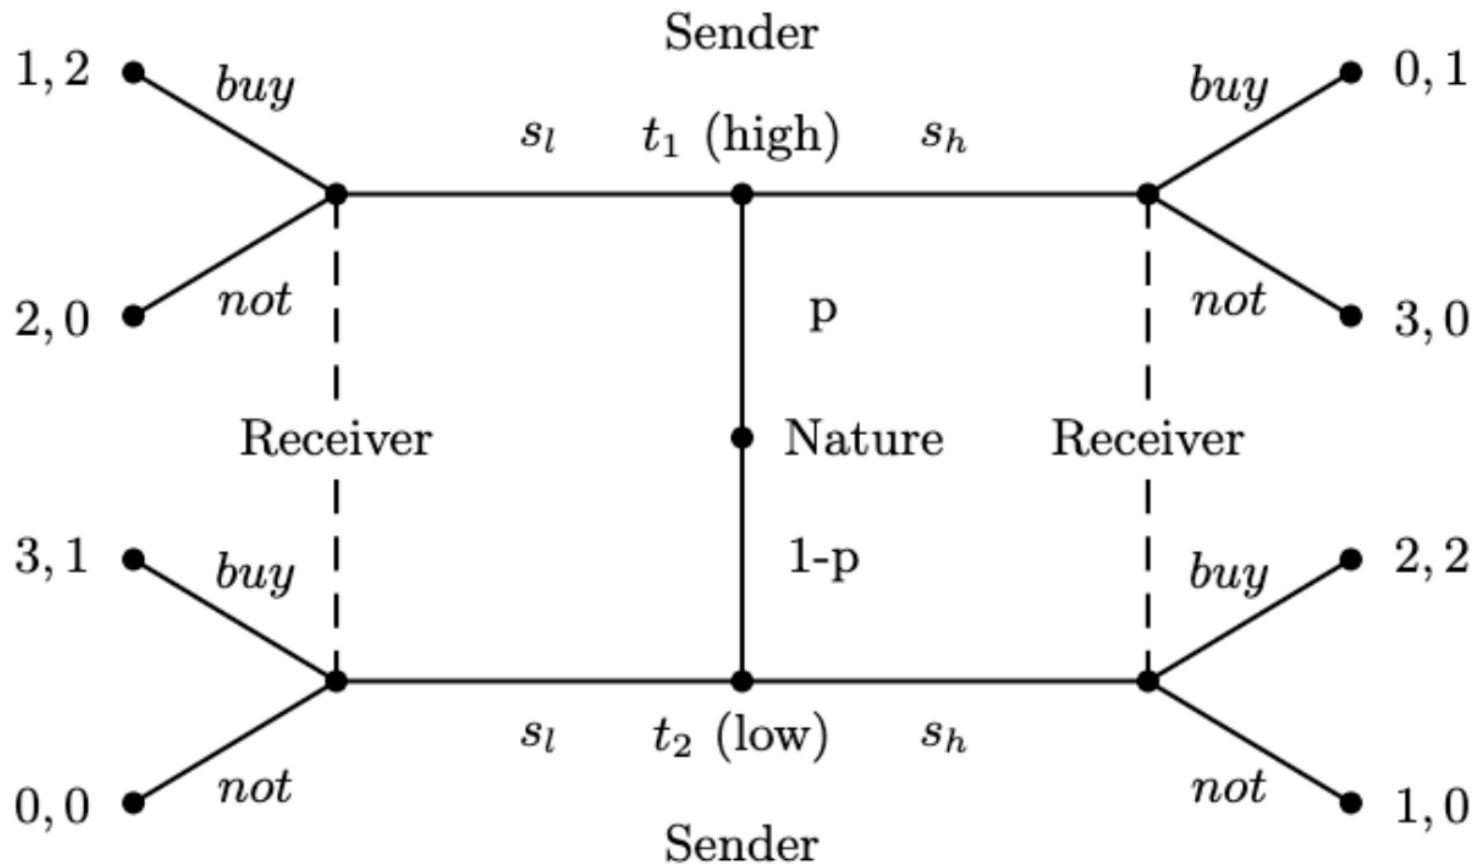 Sender
1, 2 buy buy 0, 1
s_l t_1 (high) s_h
2, 0 not p not 3, 0
Receiver Nature Receiver
3, 1 buy 1-p buy 2, 2
s_l t_2 (low) s_h
0, 0 not not 1, 0
Sender